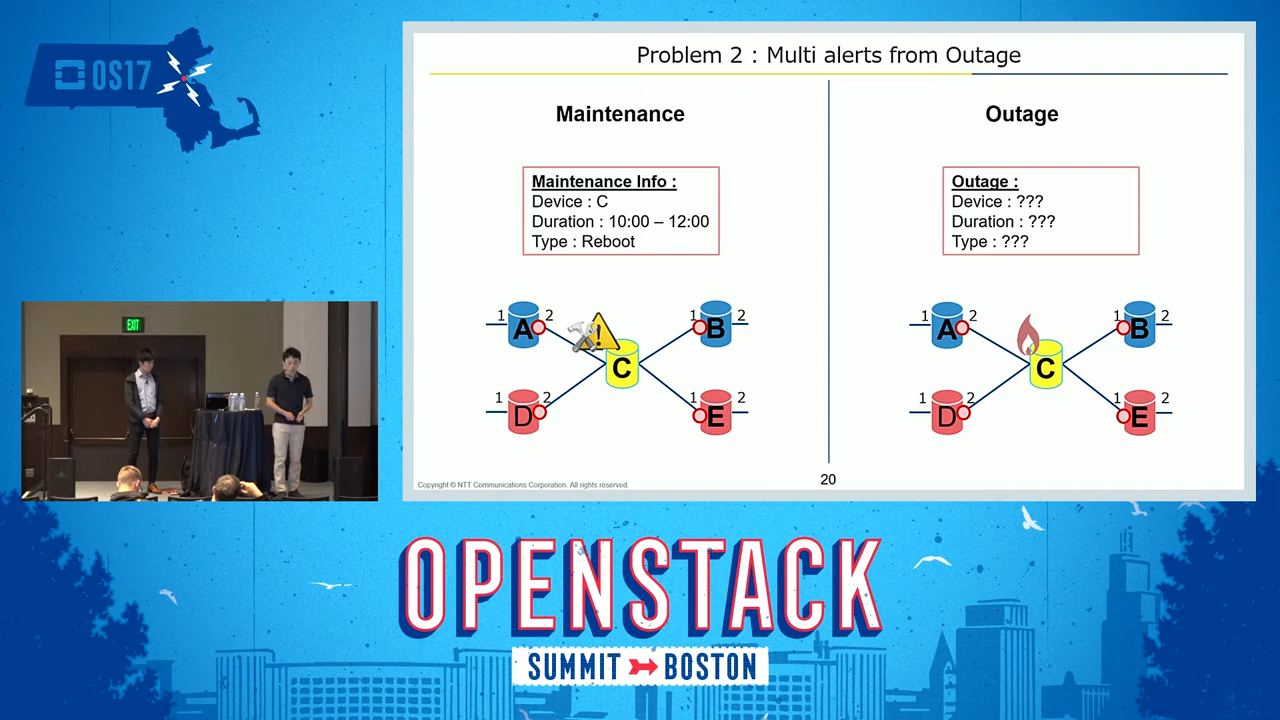 OS17
EXIT
Problem 2 : Multi alerts from Outage
Maintenance
Maintenance Info :
Device : C
Duration : 10:00 – 12:00
Type : Reboot
1 A 2
1 B 2
C
1 D 2
1 E 2
Outage
Outage :
Device : ???
Duration : ???
Type : ???
1 A 2
1 B 2
C
1 D 2
1 E 2
Copyright © NTT Communications Corporation. All rights reserved.
20
OPENSTACK
SUMMIT BOSTON